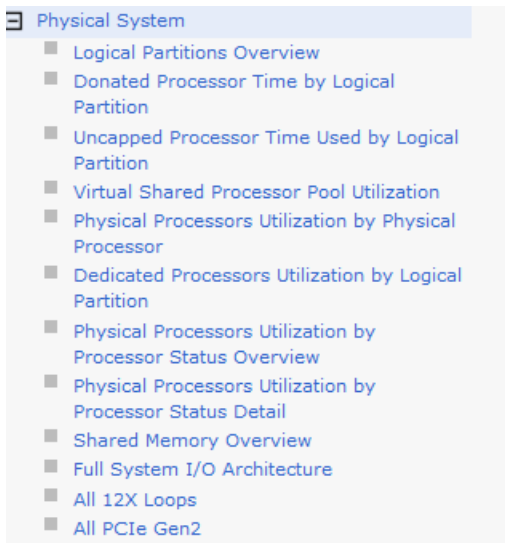 Physical System
Logical Partitions Overview
Donated Processor Time by Logical
Partition
Uncapped Processor Time Used by Logical
Partition
Virtual Shared Processor Pool Utilization
Physical Processors Utilization by Physical
Processor
Dedicated Processors Utilization by Logical
Partition
Physical Processors Utilization by
Processor Status Overview
Physical Processors Utilization by
Processor Status Detail
Shared Memory Overview
Full System I/O Architecture
All 12X Loops
All PCIe Gen2